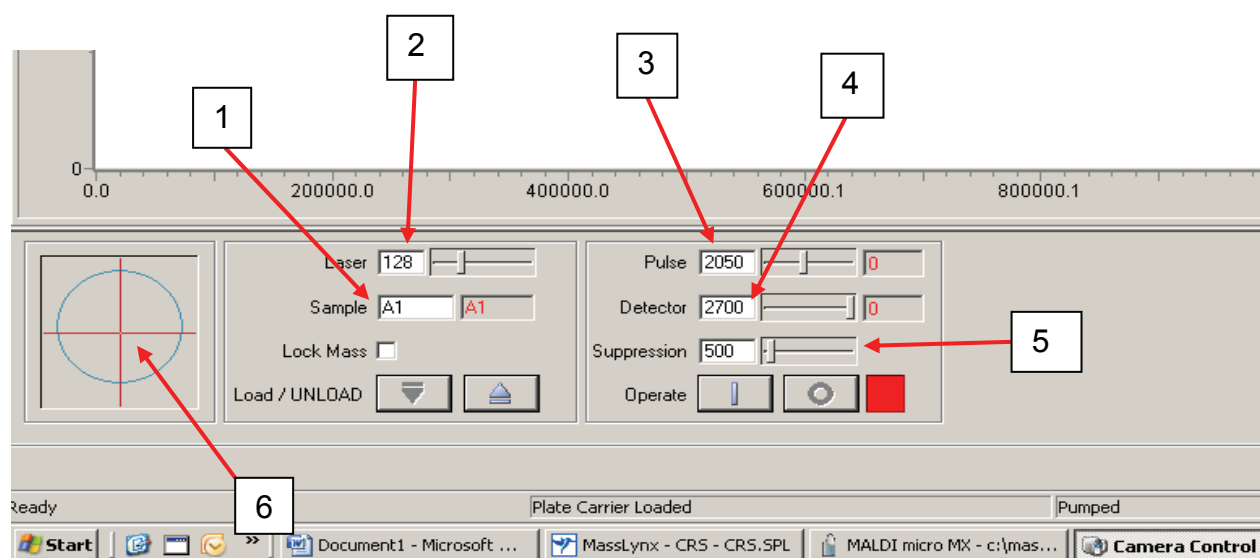 2
3
4
1
0
0.0 200000.0 400000.0 600000.1 800000.1
Laser 128
Sample A1 A1
Lock Mass
Load / UNLOAD
Pulse 2050 0
Detector 2700 0
Suppression 500
Operate
5
6
Ready Plate Carrier Loaded Pumped
Start » Document1 - Microsoft ... MassLynx - CRS - CRS.SPL MALDI micro MX - c:\mas... Camera Control